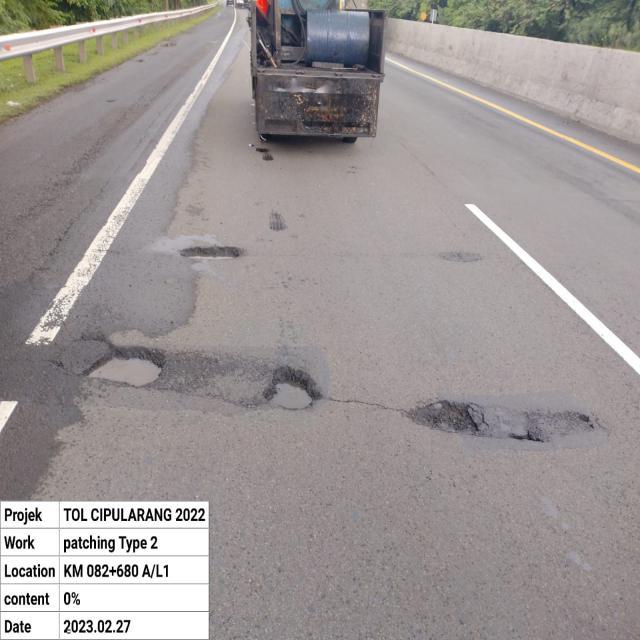 Projek TOL CIPULARANG 2022
Work patching Type 2
Location KM 082+680 A/L1
content 0%
Date 2023.02.27